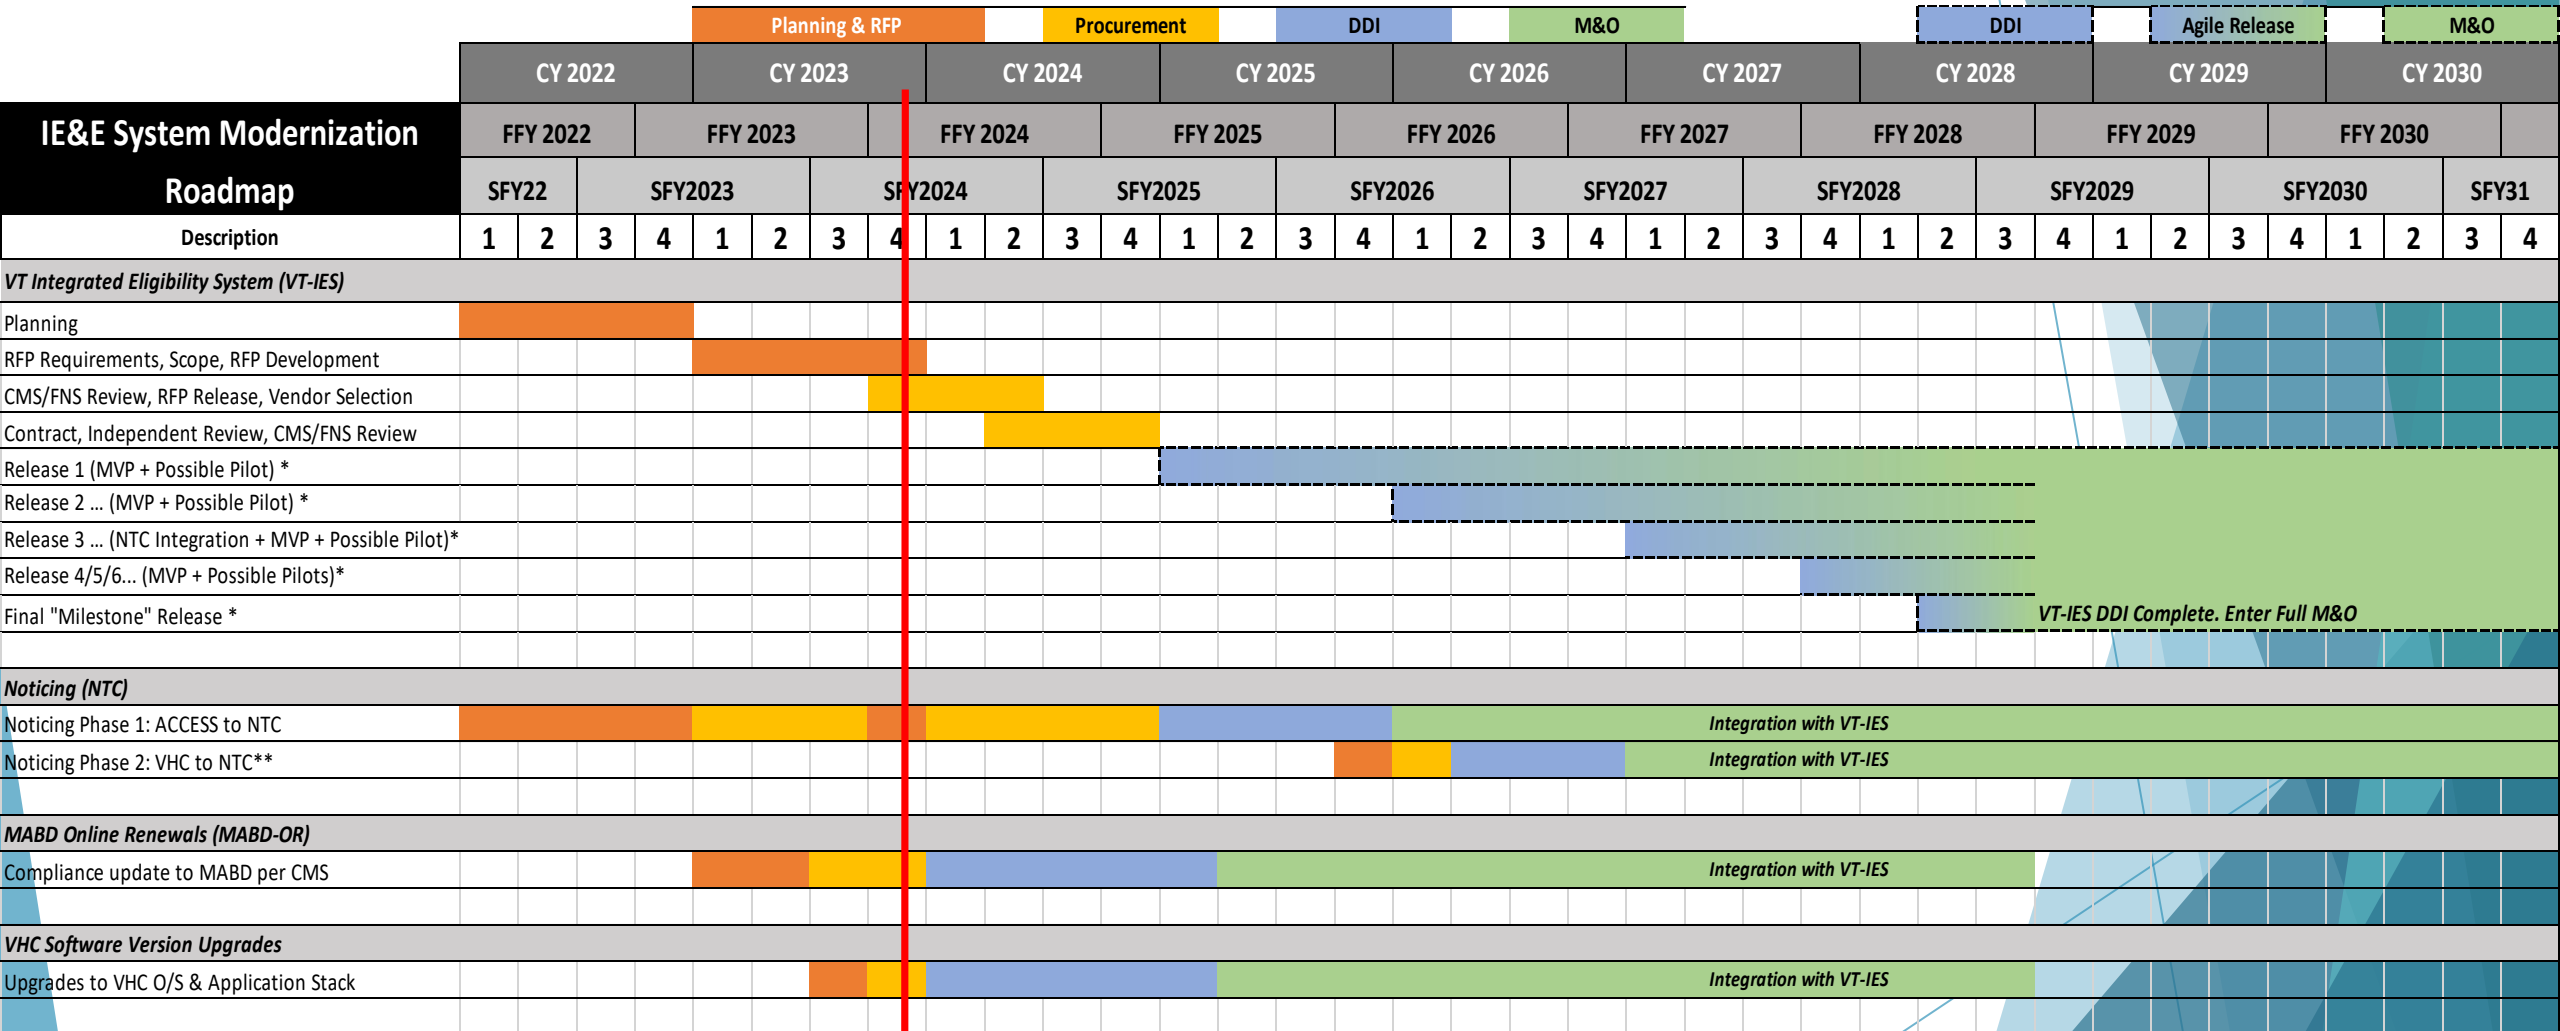 Planning & RFP Procurement DDI M&O DDI Agile Release M&O
CY 2022 CY 2023 CY 2024 CY 2025 CY 2026 CY 2027 CY 2028 CY 2029 CY 2030
IE&E System Modernization
Roadmap
FFY 2022 FFY 2023 FFY 2024 FFY 2025 FFY 2026 FFY 2027 FFY 2028 FFY 2029 FFY 2030
SFY22 SFY2023 SFY2024 SFY2025 SFY2026 SFY2027 SFY2028 SFY2029 SFY2030 SFY31
Description 1 2 3 4 1 2 3 4 1 2 3 4 1 2 3 4 1 2 3 4 1 2 3 4 1 2 3 4 1 2 3 4 1 2 3 4
VT Integrated Eligibility System (VT-IES)
Planning
RFP Requirements, Scope, RFP Development
CMS/FNS Review, RFP Release, Vendor Selection
Contract, Independent Review, CMS/FNS Review
Release 1 (MVP + Possible Pilot) *
Release 2 ... (MVP + Possible Pilot) *
Release 3 ... (NTC Integration + MVP + Possible Pilot)*
Release 4/5/6... (MVP + Possible Pilots)*
Final "Milestone" Release * VT-IES DDI Complete. Enter Full M&O
Noticing (NTC)
Noticing Phase 1: ACCESS to NTC Integration with VT-IES
Noticing Phase 2: VHC to NTC** Integration with VT-IES
MABD Online Renewals (MABD-OR)
Compliance update to MABD per CMS Integration with VT-IES
VHC Software Version Upgrades
Upgrades to VHC O/S & Application Stack Integration with VT-IES